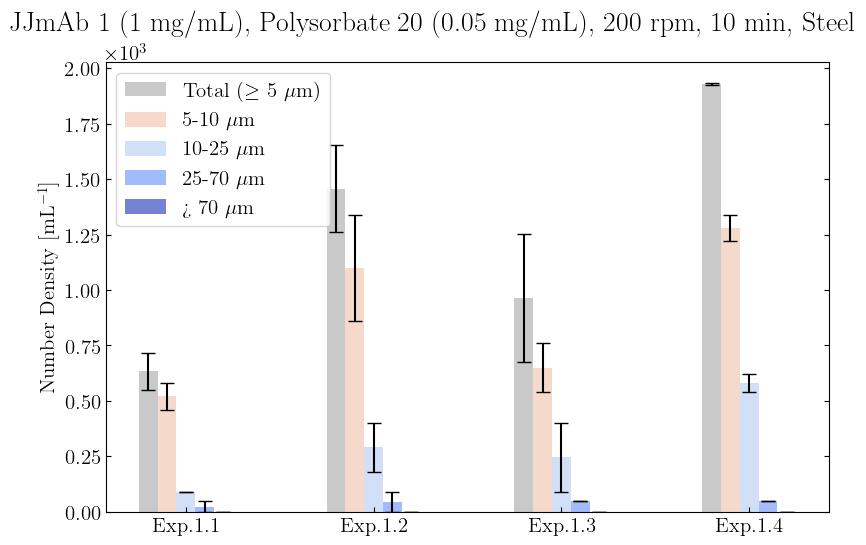 JJmAb 1 (1 mg/mL), Polysorbate 20 (0.05 mg/mL), 200 rpm, 10 min, Steel
×10³
2.00
1.75
1.50
1.25
1.00
0.75
0.50
0.25
0.00
Number Density [mL⁻¹]
Total (≥ 5 μm)
5-10 μm
10-25 μm
25-70 μm
¿ 70 μm
Exp.1.1
Exp.1.2
Exp.1.3
Exp.1.4